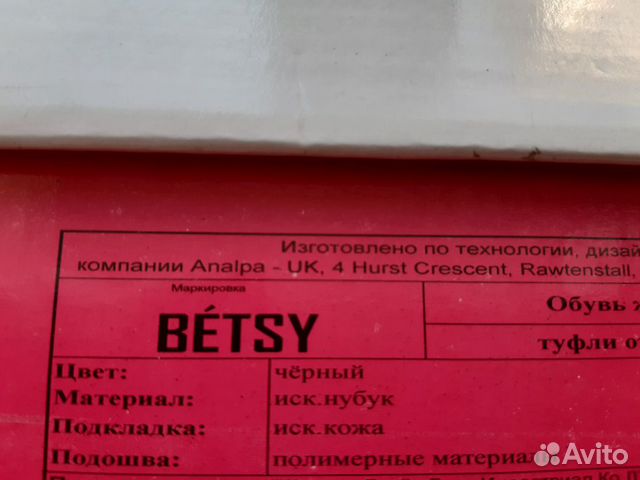 Изготовлено по технологии, дизай
компании Analpa - UK, 4 Hurst Crescent, Rawtenstall,
Маркировка
BÉTSY
Обувь ж
туфли от
Цвет: чёрный
Материал: иск.нубук
Подкладка: иск.кожа
Подошва: полимерные материал
Avito